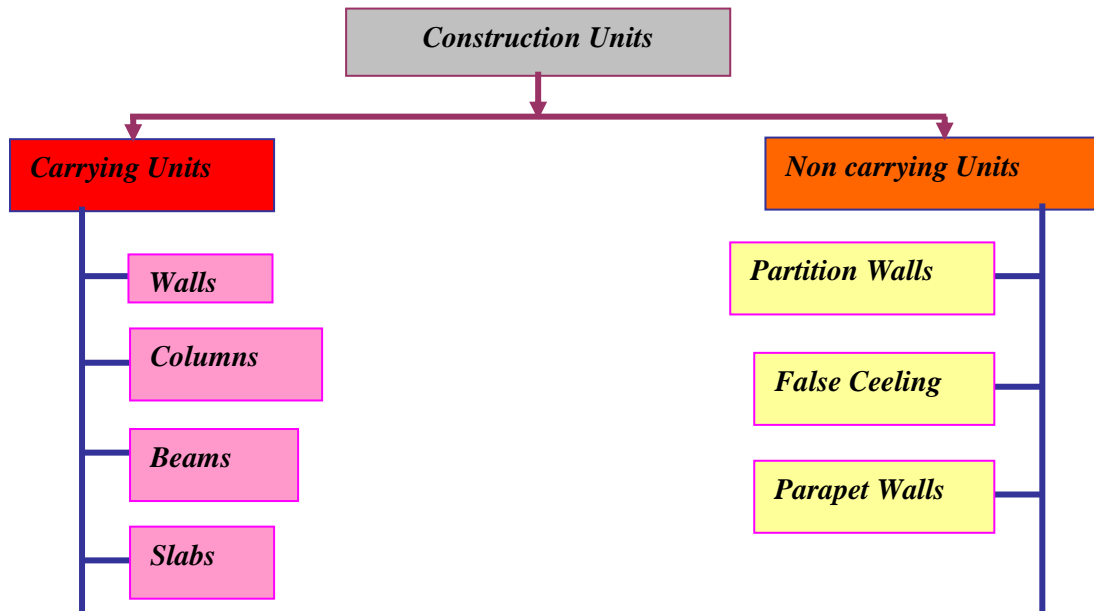 Construction Units
Carrying Units
Walls
Columns
Beams
Slabs
Non carrying Units
Partition Walls
False Ceeling
Parapet Walls